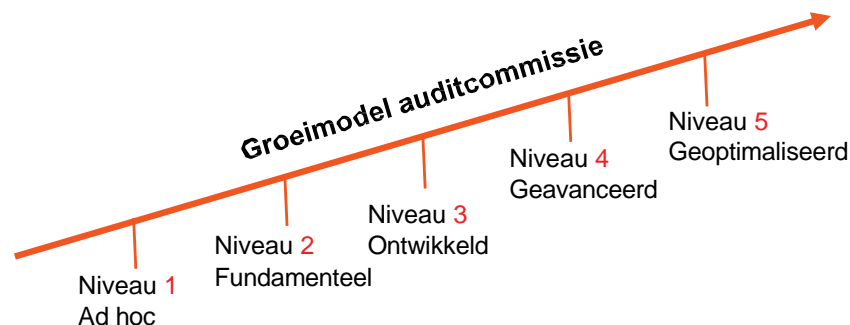 Groeimodel auditcommissie
Niveau 1
Ad hoc
Niveau 2
Fundamenteel
Niveau 3
Ontwikkeld
Niveau 4
Geavanceerd
Niveau 5
Geoptimaliseerd